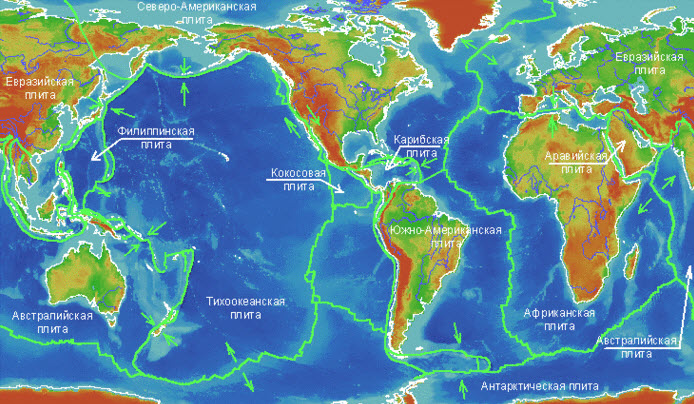 Северо-Американская
плита
Евразийская
плита
Евразийская
плита
Филиппинская
плита
Карибская
плита
Аравийская
плита
Кокосовая
плита
Южно-Американская
плита
Тихоокеанская
плита
Австралийская
плита
Африканская
плита
Австралийская
плита
Антарктическая плита